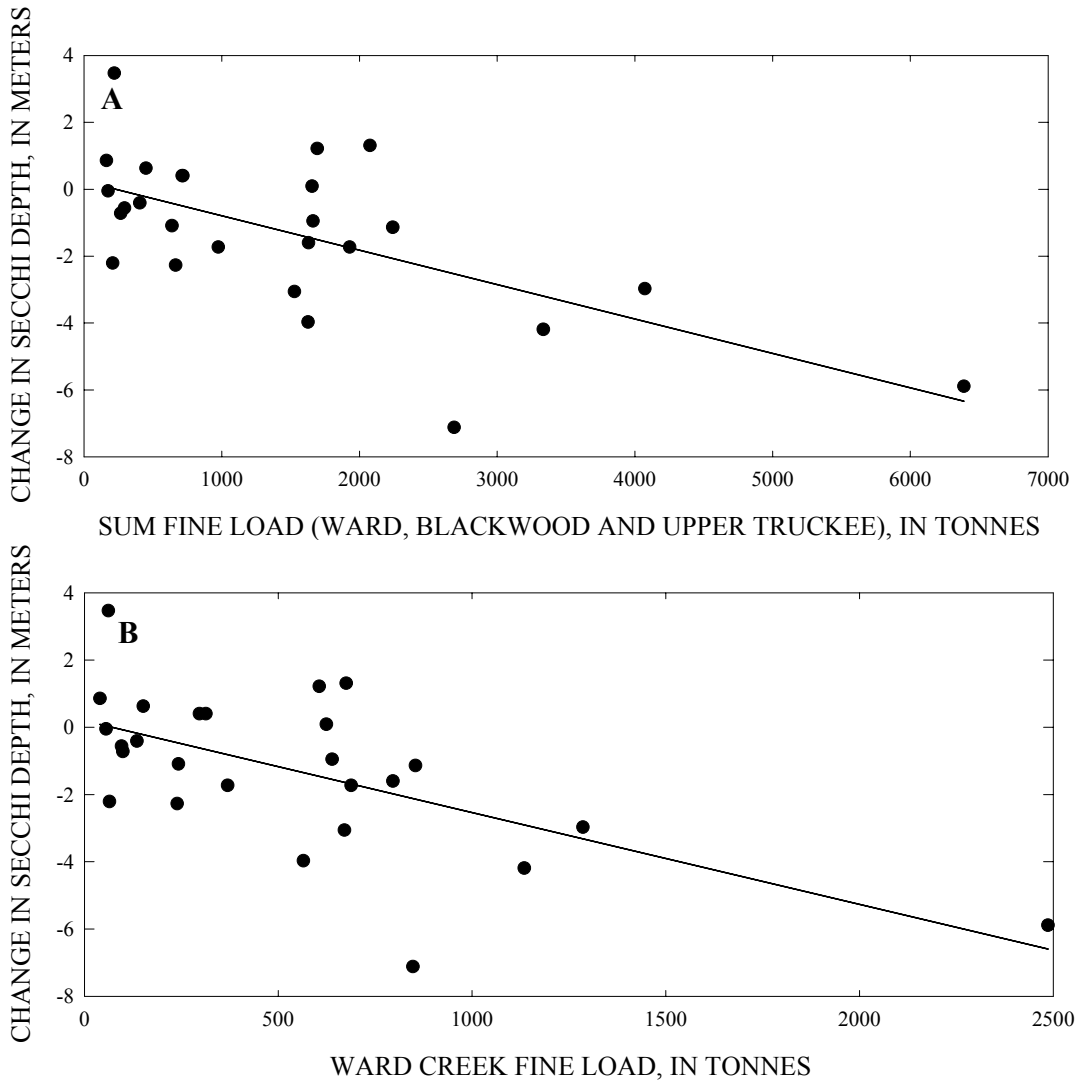 CHANGE IN SECCHI DEPTH, IN METERS
4
2
0
-2
-4
-6
-8
A
0 1000 2000 3000 4000 5000 6000 7000
SUM FINE LOAD (WARD, BLACKWOOD AND UPPER TRUCKEE), IN TONNES
CHANGE IN SECCHI DEPTH, IN METERS
4
2
0
-2
-4
-6
-8
B
0 500 1000 1500 2000 2500
WARD CREEK FINE LOAD, IN TONNES